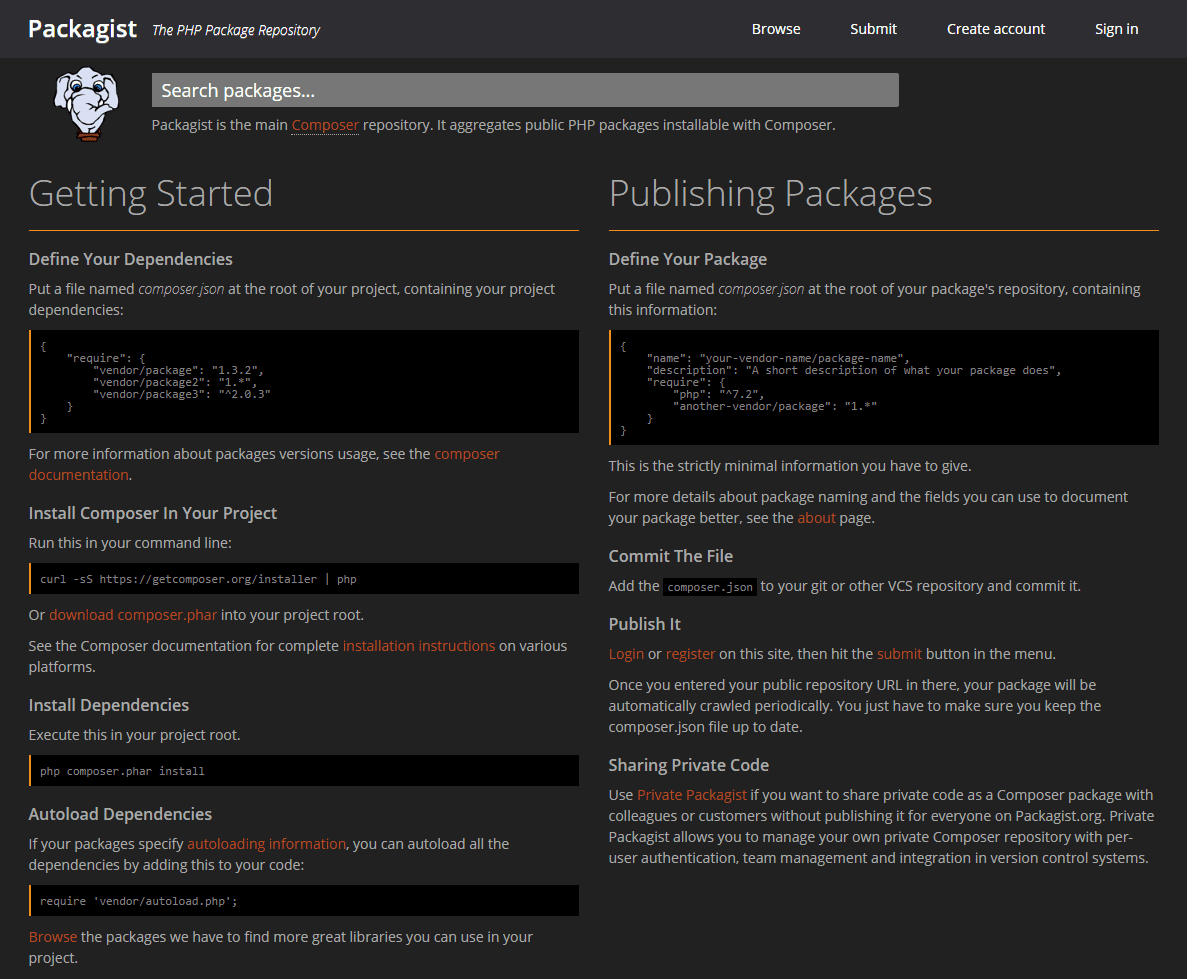 Packagist The PHP Package Repository Browse Submit Create account Sign in
Search packages...
Packagist is the main Composer repository. It aggregates public PHP packages installable with Composer.
Getting Started
Define Your Dependencies
Put a file named composer.json at the root of your project, containing your project
dependencies:
{
    "require": {
        "vendor/package": "1.3.2",
        "vendor/package2": "1.*",
        "vendor/package3": "^2.0.3"
    }
}
For more information about packages versions usage, see the composer
documentation.
Install Composer In Your Project
Run this in your command line:
curl -sS https://getcomposer.org/installer | php
Or download composer.phar into your project root.
See the Composer documentation for complete installation instructions on various
platforms.
Install Dependencies
Execute this in your project root.
php composer.phar install
Autoload Dependencies
If your packages specify autoloading information, you can autoload all the
dependencies by adding this to your code:
require 'vendor/autoload.php';
Browse the packages we have to find more great libraries you can use in your
project.
Publishing Packages
Define Your Package
Put a file named composer.json at the root of your package's repository, containing
this information:
{
    "name": "your-vendor-name/package-name",
    "description": "A short description of what your package does",
    "require": {
        "php": "^7.2",
        "another-vendor/package": "1.*"
    }
}
This is the strictly minimal information you have to give.
For more details about package naming and the fields you can use to document
your package better, see the about page.
Commit The File
Add the composer.json to your git or other VCS repository and commit it.
Publish It
Login or register on this site, then hit the submit button in the menu.
Once you entered your public repository URL in there, your package will be
automatically crawled periodically. You just have to make sure you keep the
composer.json file up to date.
Sharing Private Code
Use Private Packagist if you want to share private code as a Composer package with
colleagues or customers without publishing it for everyone on Packagist.org. Private
Packagist allows you to manage your own private Composer repository with per-
user authentication, team management and integration in version control systems.